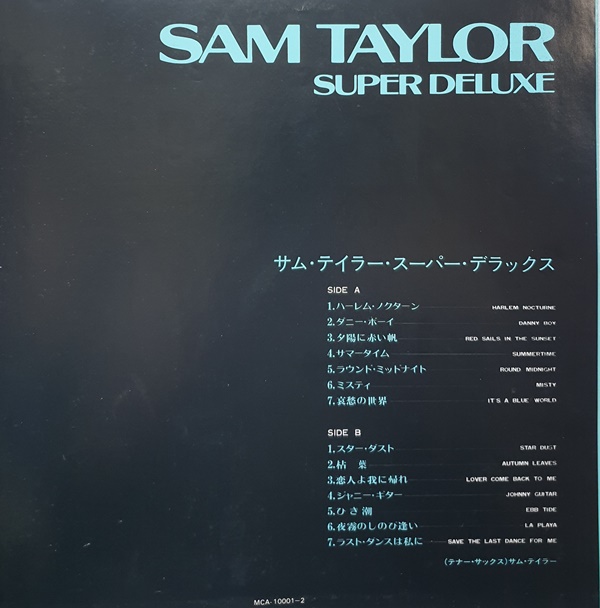 SAM TAYLOR
SUPER DELUXE
サム・テイラー・スーパー・デラックス
SIDE A
1.ハーレム・ノクターン HARLEM NOCTURNE
2.ダニー・ボーイ DANNY BOY
3.夕陽に赤い帆 RED SAILS IN THE SUNSET
4.サマータイム SUMMERTIME
5.ラウンド・ミッドナイト ROUND MIDNIGHT
6.ミスティ MISTY
7.哀愁の世界 IT'S A BLUE WORLD
SIDE B
1.スター・ダスト STAR DUST
2.枯 葉 AUTUMN LEAVES
3.恋人よ我に帰れ LOVER COME BACK TO ME
4.ジャニー・ギター JOHNNY GUITAR
5.ひき潮 EBB TIDE
6.夜霧のしのび逢い LA PLAYA
7.ラスト・ダンスは私に SAVE THE LAST DANCE FOR ME
(テナー・サックス)サム・テイラー
MCA-10001~2